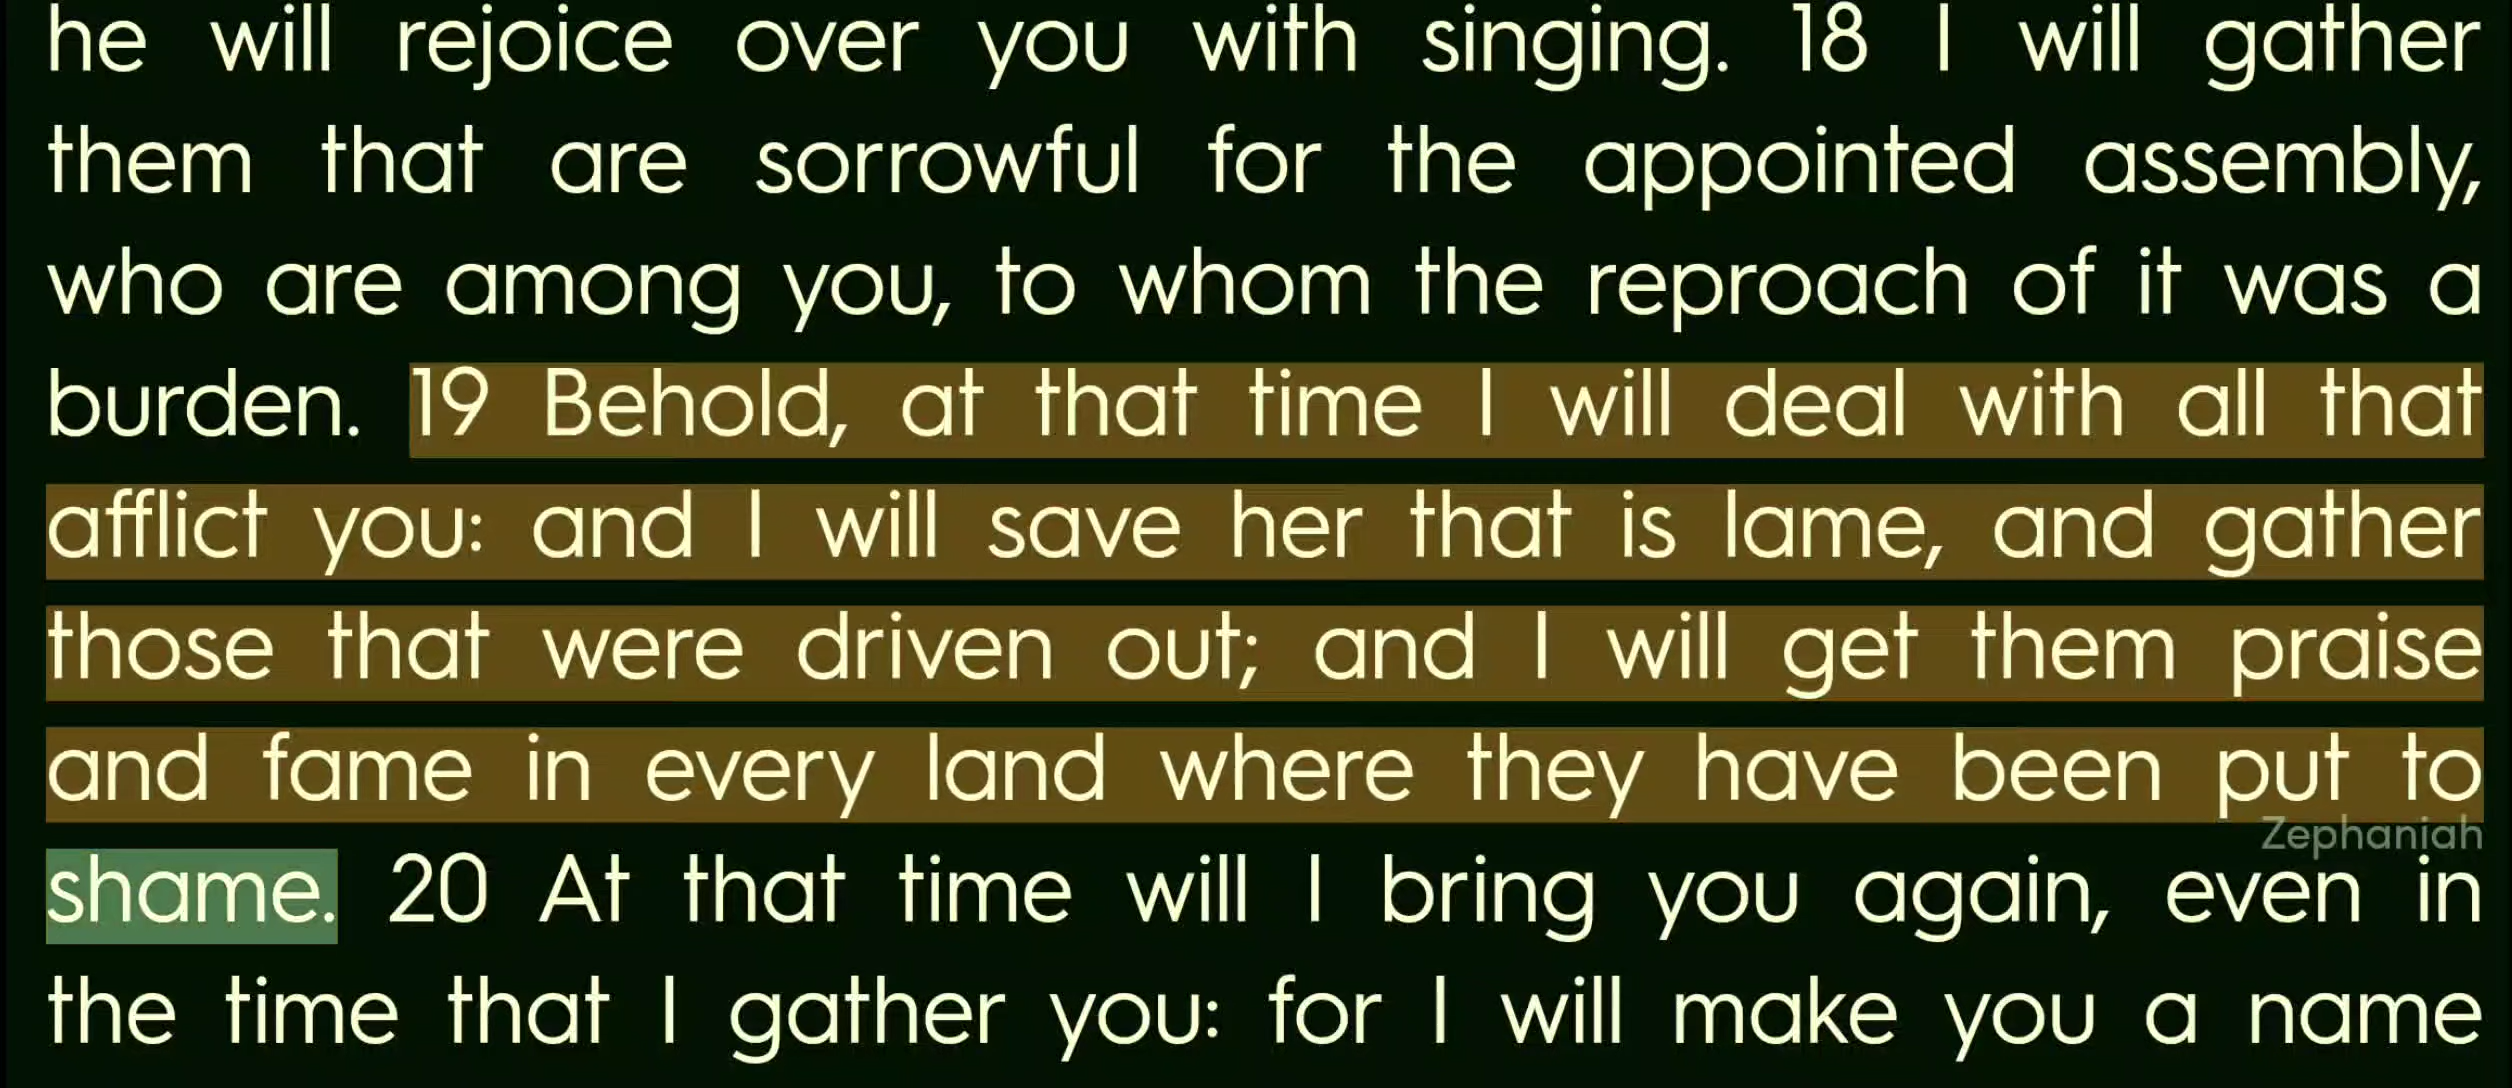 he will rejoice over you with singing. 18 I will gather
them that are sorrowful for the appointed assembly,
who are among you, to whom the reproach of it was a
burden. 19 Behold, at that time I will deal with all that
afflict you: and I will save her that is lame, and gather
those that were driven out; and I will get them praise
and fame in every land where they have been put to
Zephaniah
shame. 20 At that time will I bring you again, even in
the time that I gather you: for I will make you a name